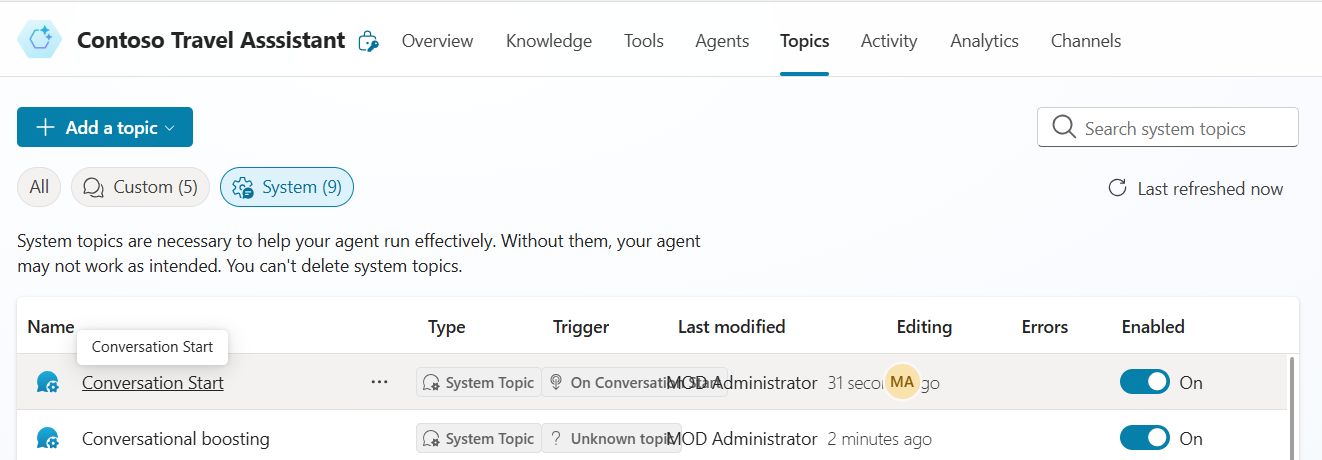 Contoso Travel Asssistant Overview Knowledge Tools Agents Topics Activity Analytics Channels
Add a topic Search system topics
All Custom (5) System (9) Last refreshed now
System topics are necessary to help your agent run effectively. Without them, your agent
may not work as intended. You can't delete system topics.
Name Type Trigger Last modified Editing Errors Enabled
Conversation Start
Conversation Start ... System Topic On Conversation Start MOD Administrator 31 seconds ago MA On
Conversational boosting System Topic Unknown topic MOD Administrator 2 minutes ago On